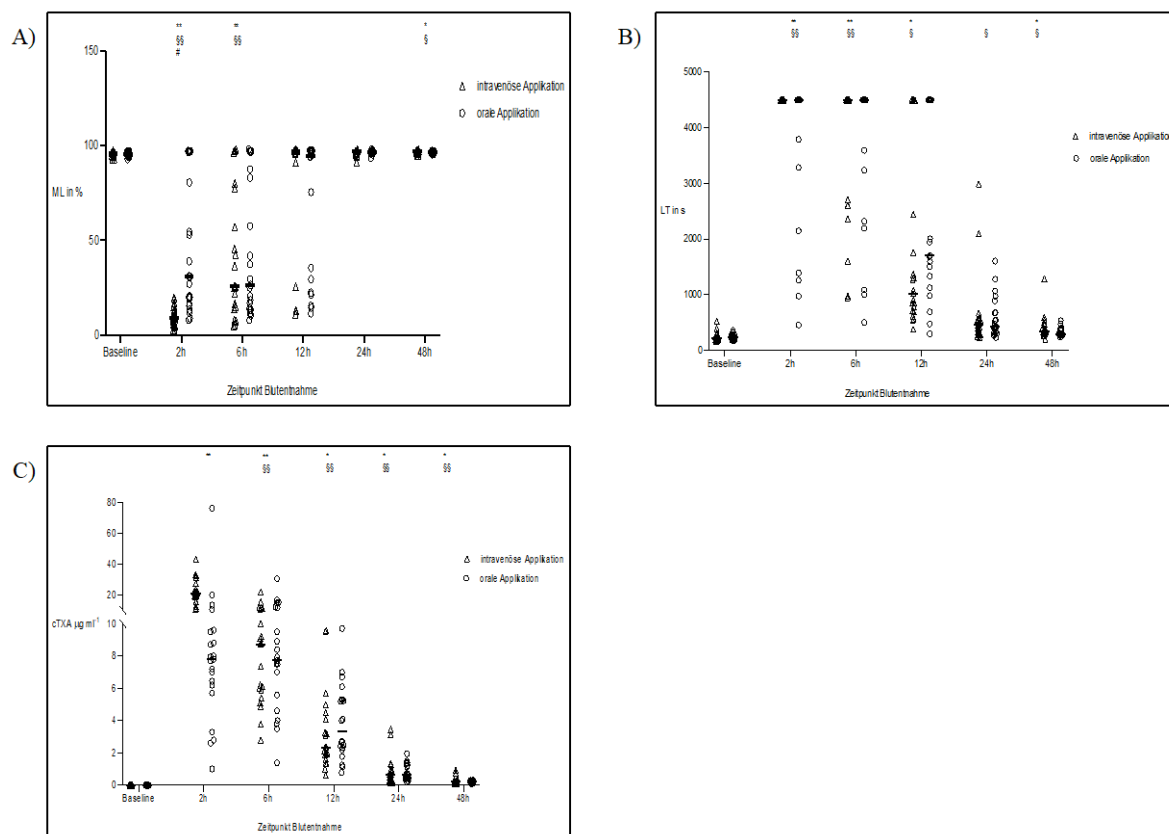 A)
** **  *
§§ §§ §
#
150
100
50
0
ML in %
intravenöse Applikation
orale Applikation
Baseline 2h 6h 12h 24h 48h
Zeitpunkt Blutentnahme
B)
** ** * *
§§ §§ § § §
5000
4000
3000
2000
1000
0
LT in s
intravenöse Applikation
orale Applikation
Baseline 2h 6h 12h 24h 48h
Zeitpunkt Blutentnahme
C)
** ** * * *
§§ §§ §§ §§
80
60
40
20
10
8
6
4
2
0
cTXA µg ml⁻¹
intravenöse Applikation
orale Applikation
Baseline 2h 6h 12h 24h 48h
Zeitpunkt Blutentnahme